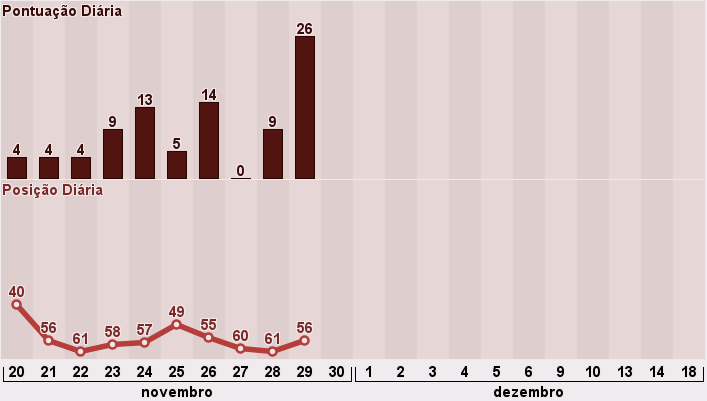 Pontuação Diária
4 4 4 9 13 5 14 0 9 26
Posição Diária
40 56 61 58 57 49 55 60 61 56
20 21 22 23 24 25 26 27 28 29 30 1 2 3 4 5 6 9 10 13 14 18
novembro dezembro